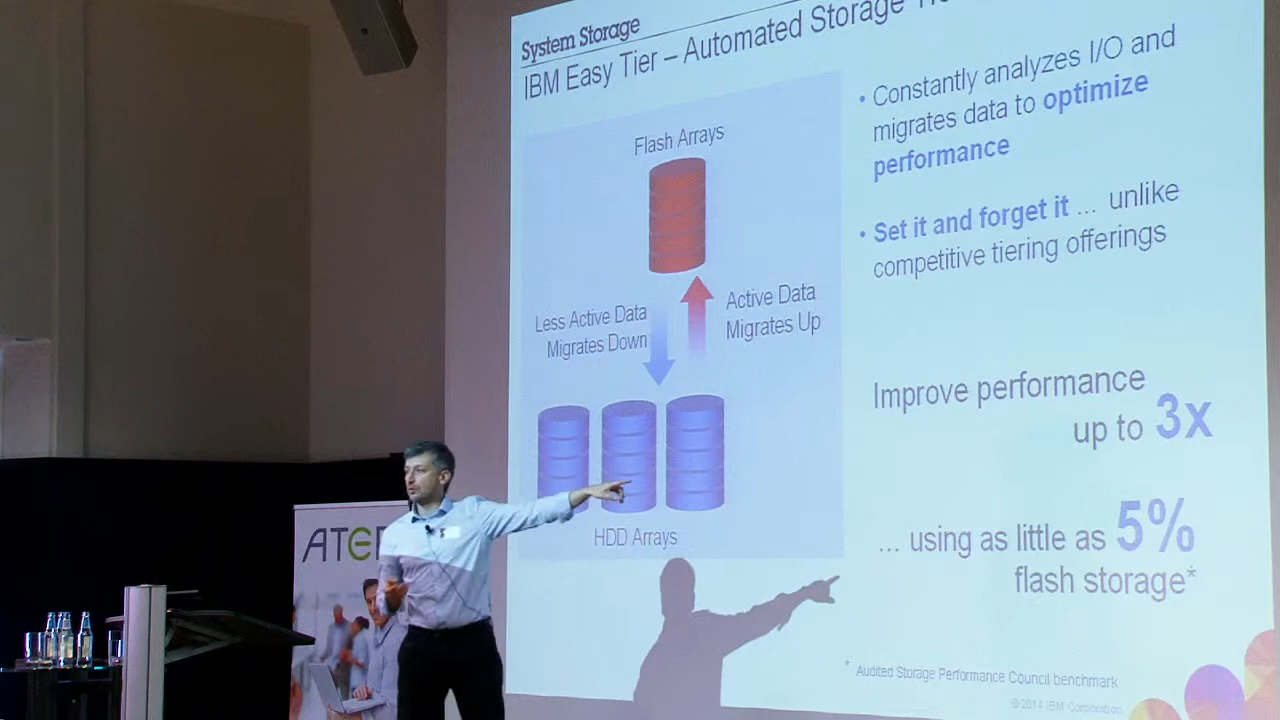 System Storage
IBM Easy Tier – Automated Storage
Flash Arrays
Less Active Data
Migrates Down
Active Data
Migrates Up
HDD Arrays
• Constantly analyzes I/O and
migrates data to optimize
performance
• Set it and forget it ... unlike
competitive tiering offerings
Improve performance
up to 3x
... using as little as 5%
flash storage*
* Audited Storage Performance Council benchmark
© 2014 IBM Corporation